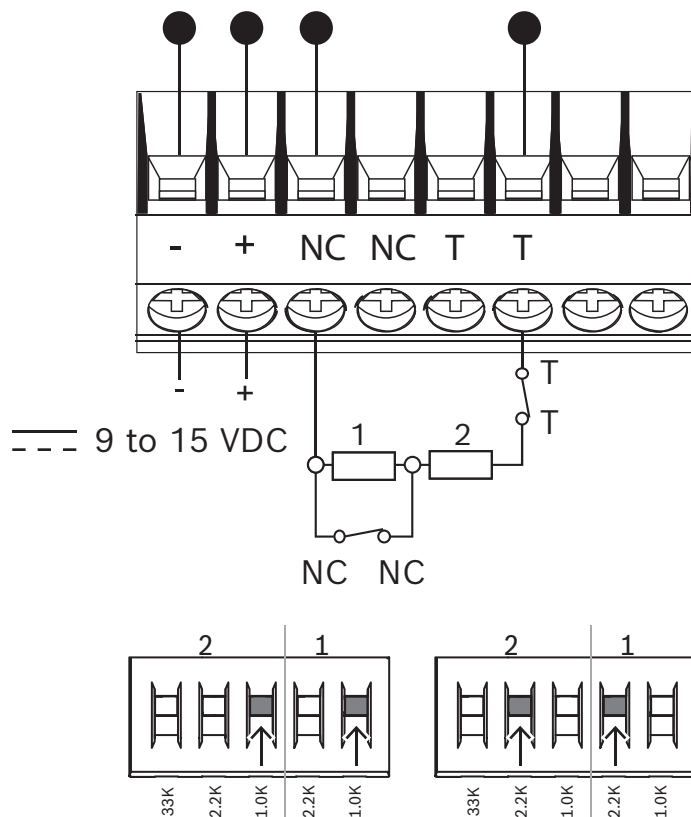 - + NC NC T T
- +
T
T
9 to 15 VDC
1 2
NC NC
2 1
33K 2.2K 1.0K 2.2K 1.0K
2 1
33K 2.2K 1.0K 2.2K 1.0K